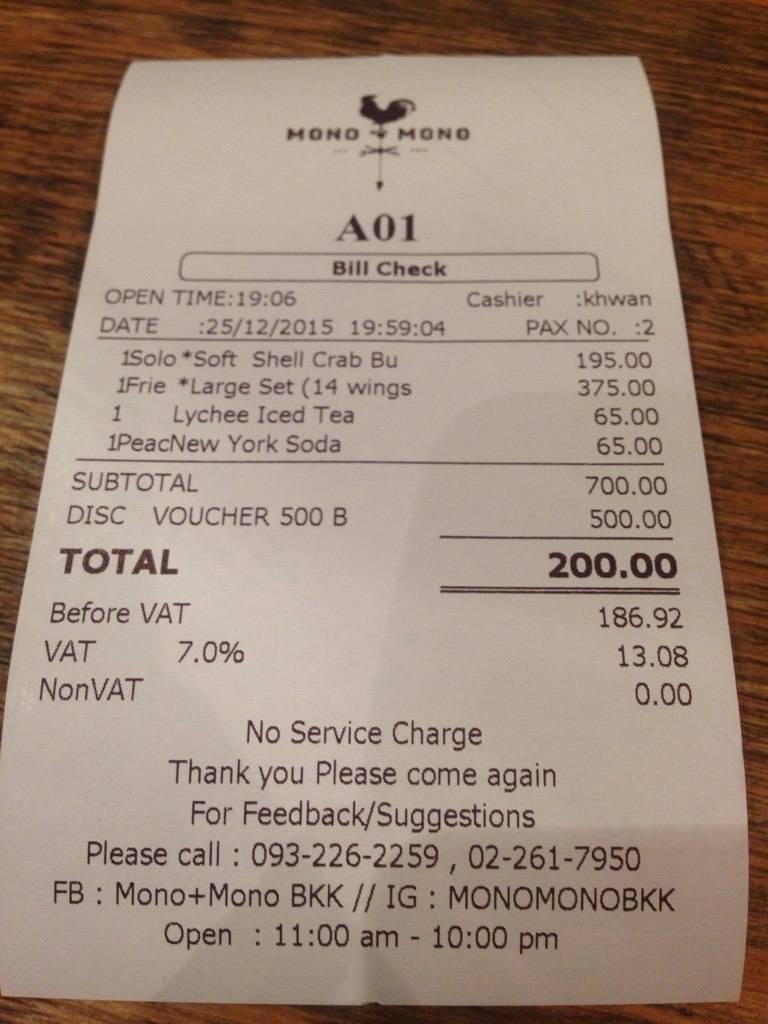 MONO MONO
A01
Bill Check
OPEN TIME:19:06 Cashier :khwan
DATE :25/12/2015 19:59:04 PAX NO. :2
1Solo *Soft Shell Crab Bu 195.00
1Frie *Large Set (14 wings 375.00
1 Lychee Iced Tea 65.00
1PeacNew York Soda 65.00
SUBTOTAL 700.00
DISC VOUCHER 500 B 500.00
TOTAL 200.00
Before VAT 186.92
VAT 7.0% 13.08
NonVAT 0.00
No Service Charge
Thank you Please come again
For Feedback/Suggestions
Please call : 093-226-2259 , 02-261-7950
FB : Mono+Mono BKK // IG : MONOMONOBKK
Open : 11:00 am - 10:00 pm